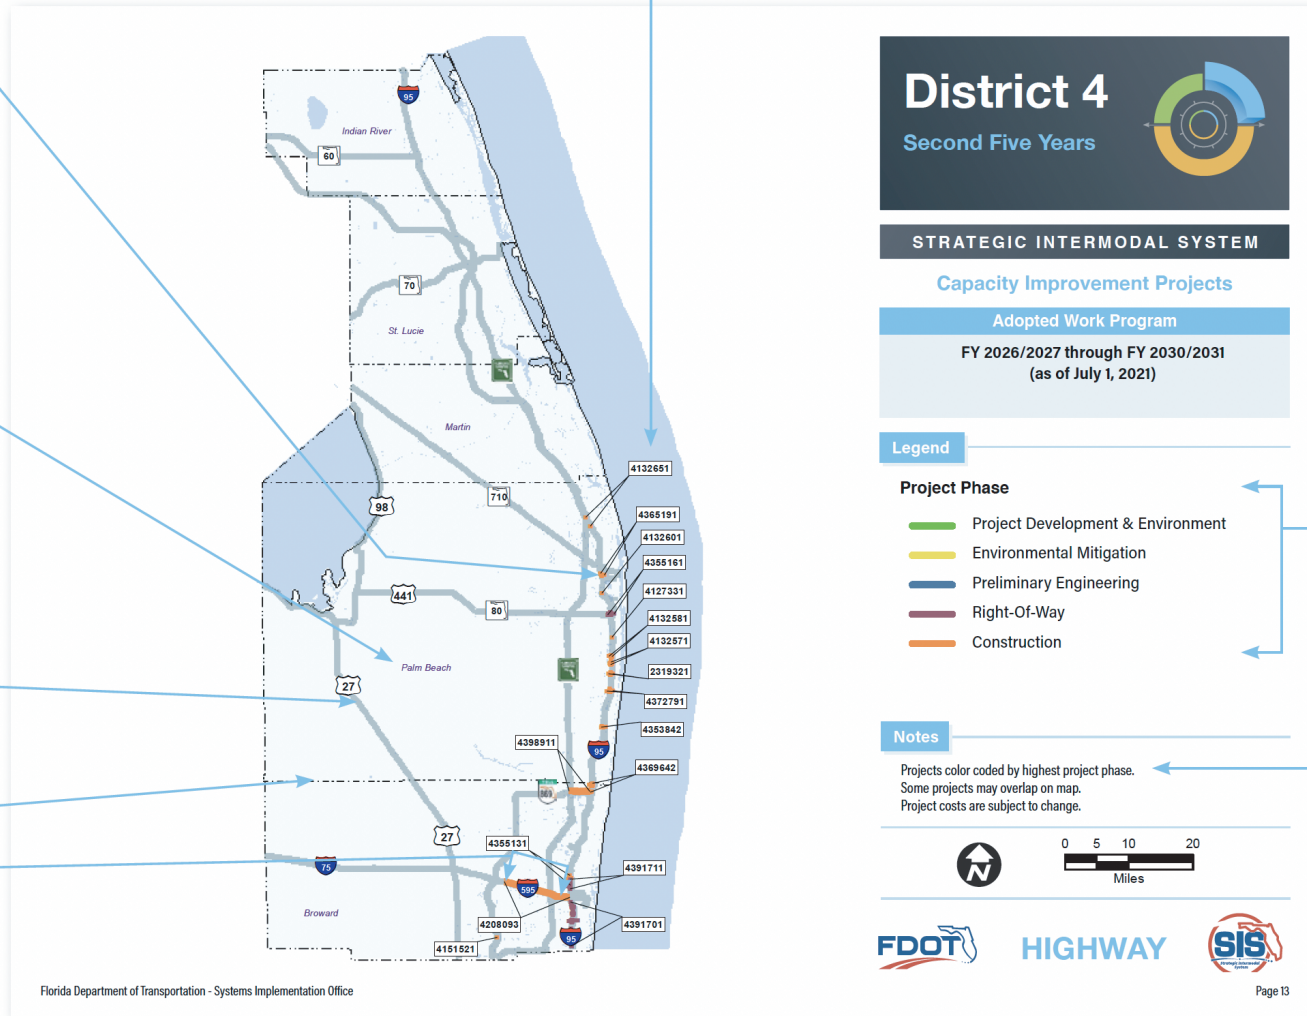 95
Indian River
60
70
St. Lucie
Martin
4132651
710
98
4365191
4132601
4355161
441
80
4127331
4132581
4132571
Palm Beach
2319321
27
4372791
4353842
4398911
95
4369642
27
4355131
75
4391711
595
Broward
4208093
4391701
95
4151521
District 4
Second Five Years
STRATEGIC INTERMODAL SYSTEM
Capacity Improvement Projects
Adopted Work Program
FY 2026/2027 through FY 2030/2031
(as of July 1, 2021)
Legend
Project Phase
Project Development & Environment
Environmental Mitigation
Preliminary Engineering
Right-Of-Way
Construction
Notes
Projects color coded by highest project phase.
Some projects may overlap on map.
Project costs are subject to change.
N
0 5 10 20
Miles
FDOT
HIGHWAY
SIS
Strategic Intermodal
System
Florida Department of Transportation - Systems Implementation Office
Page 13